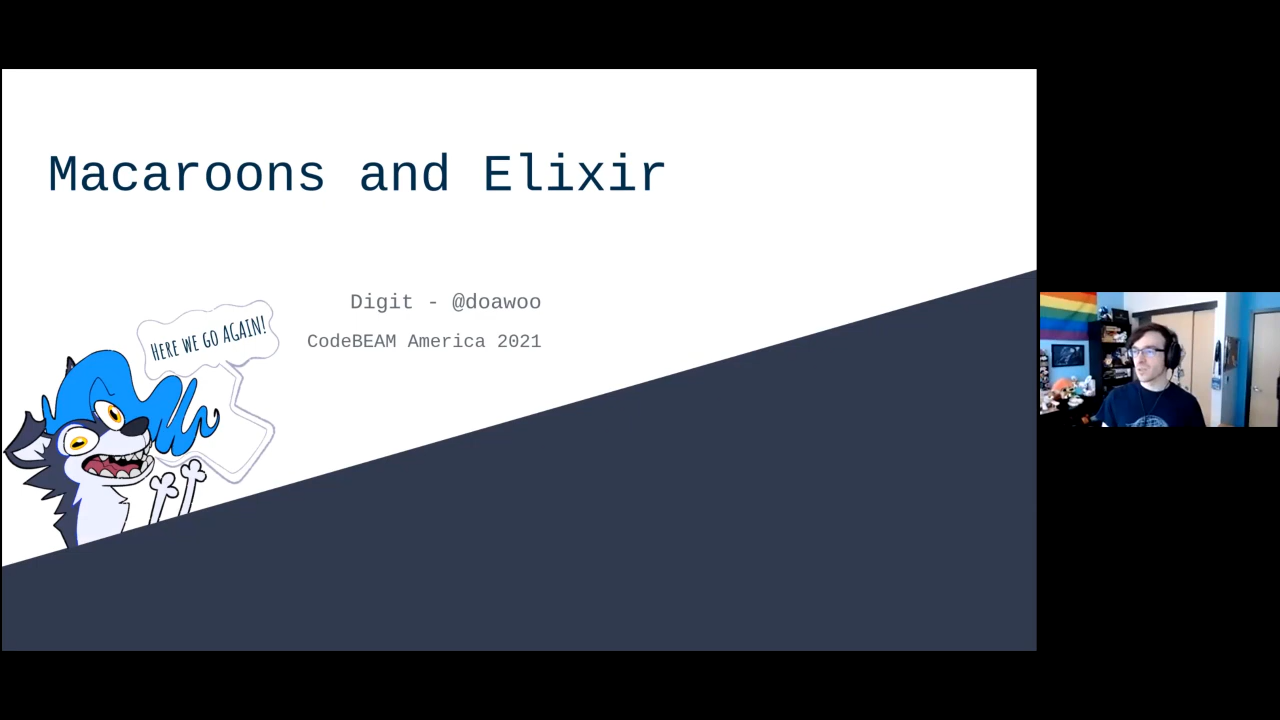 Macaroons and Elixir
Digit - @doawoo
CodeBEAM America 2021
HERE WE GO AGAIN!